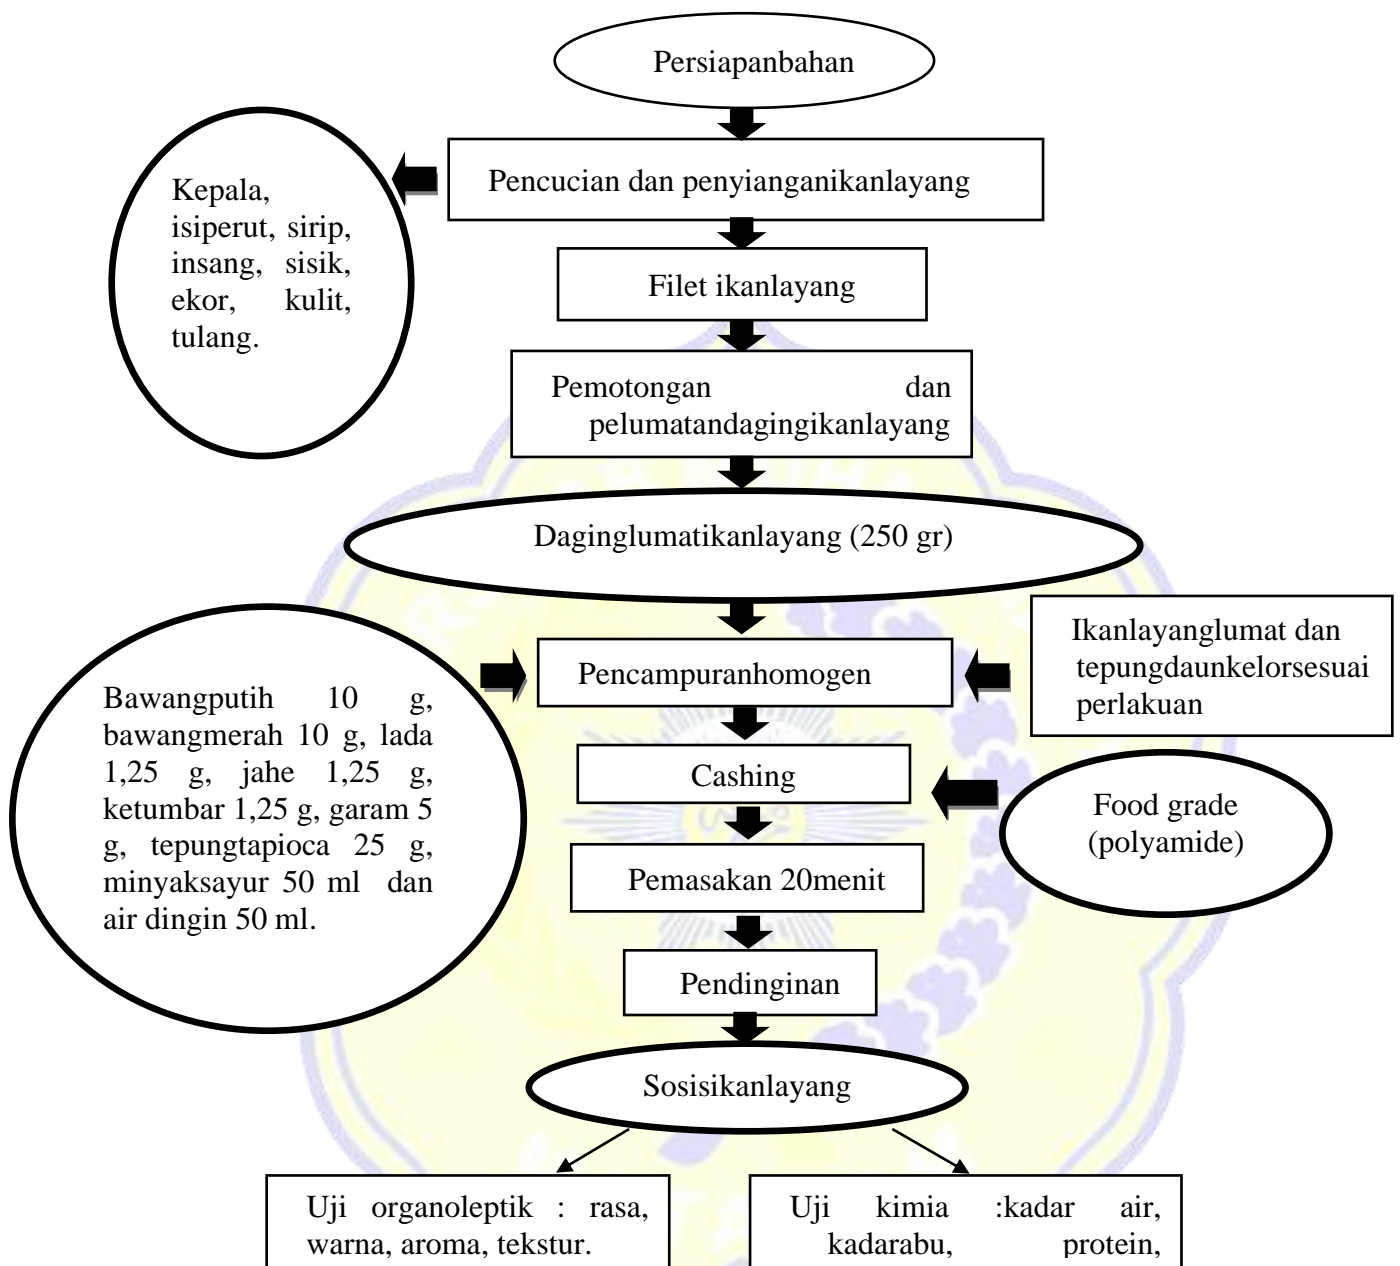 Persiapanbahan
Pencucian dan penyianganikanlayang
Kepala,
isiperut, sirip,
insang, sisik,
ekor, kulit,
tulang.
Filet ikanlayang
Pemotongan dan
pelumatandagingikanlayang
Daginglumatikanlayang (250 gr)
Ikanlayanglumat dan
tepungdaunkelorsesuai
perlakuan
Pencampuranhomogen
Bawangputih 10 g,
bawangmerah 10 g, lada
1,25 g, jahe 1,25 g,
ketumbar 1,25 g, garam 5
g, tepungtapioca 25 g,
minyaksayur 50 ml dan
air dingin 50 ml.
Cashing
Food grade
(polyamide)
Pemasakan 20menit
Pendinginan
Sosisikanlayang
Uji organoleptik : rasa,
warna, aroma, tekstur.
Uji kimia :kadar air,
kadarabu, protein,